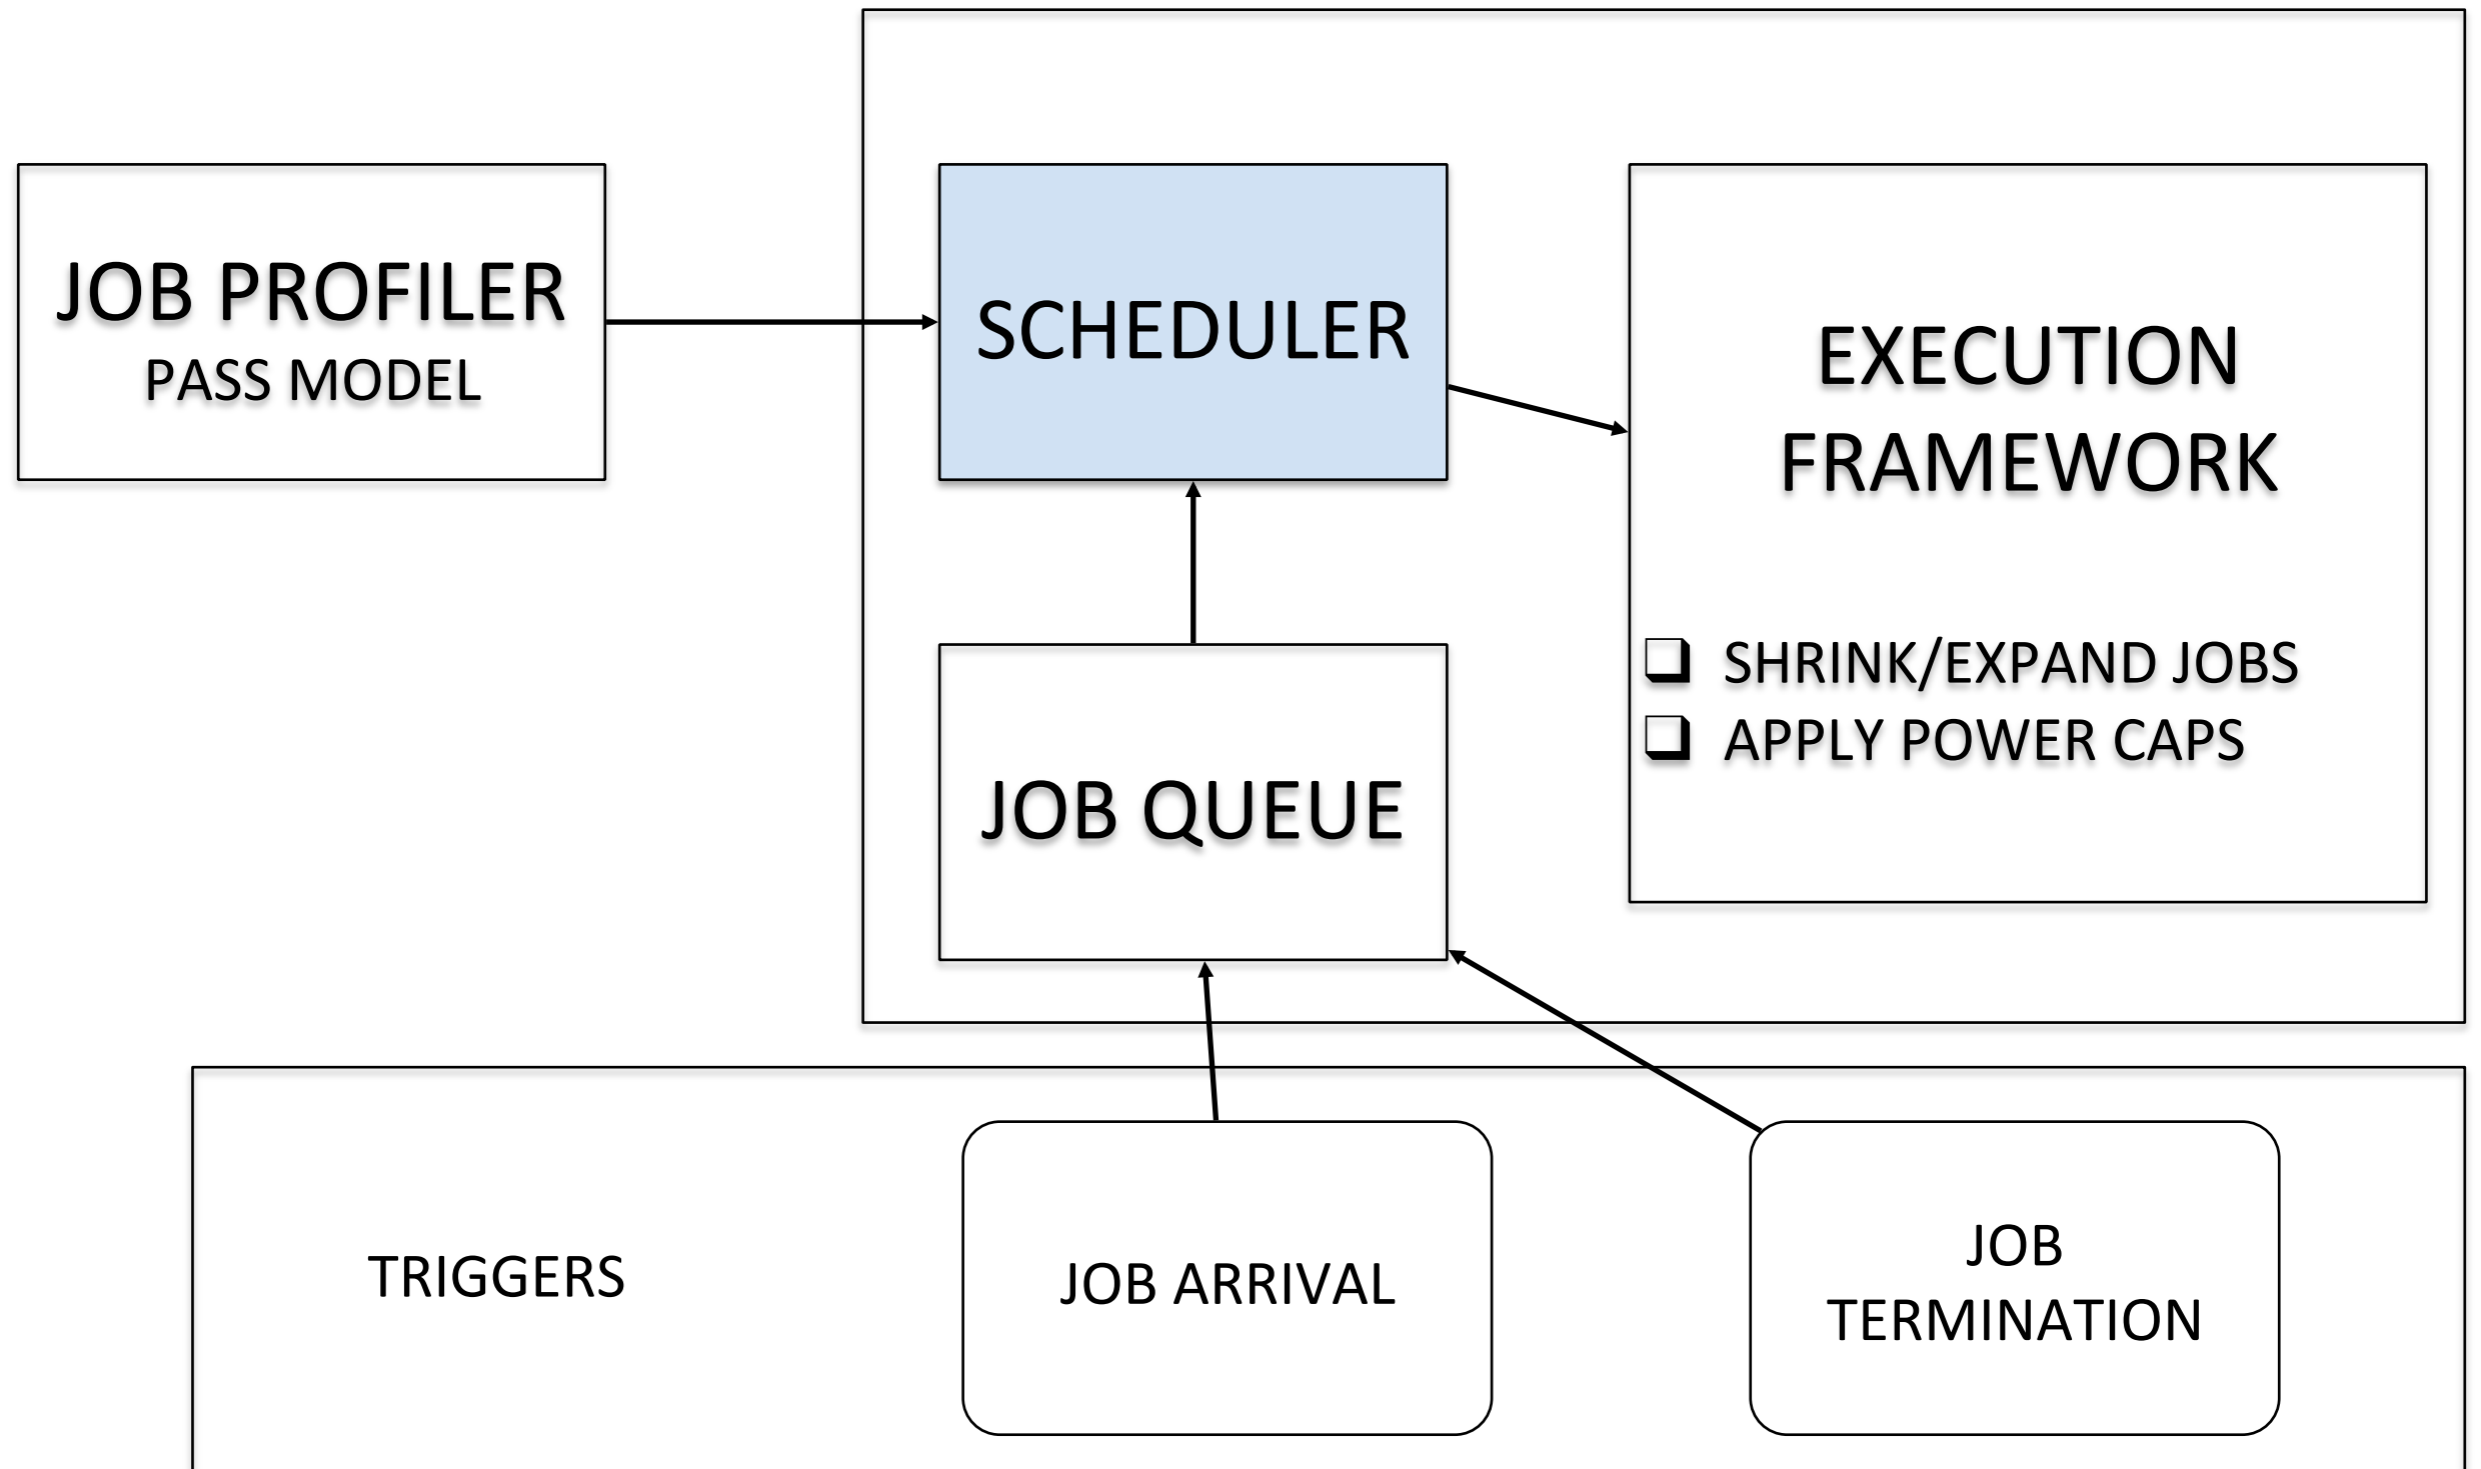 JOB PROFILER
PASS MODEL
SCHEDULER
EXECUTION
FRAMEWORK
❑ SHRINK/EXPAND JOBS
❑ APPLY POWER CAPS
JOB QUEUE
TRIGGERS
JOB ARRIVAL
JOB
TERMINATION